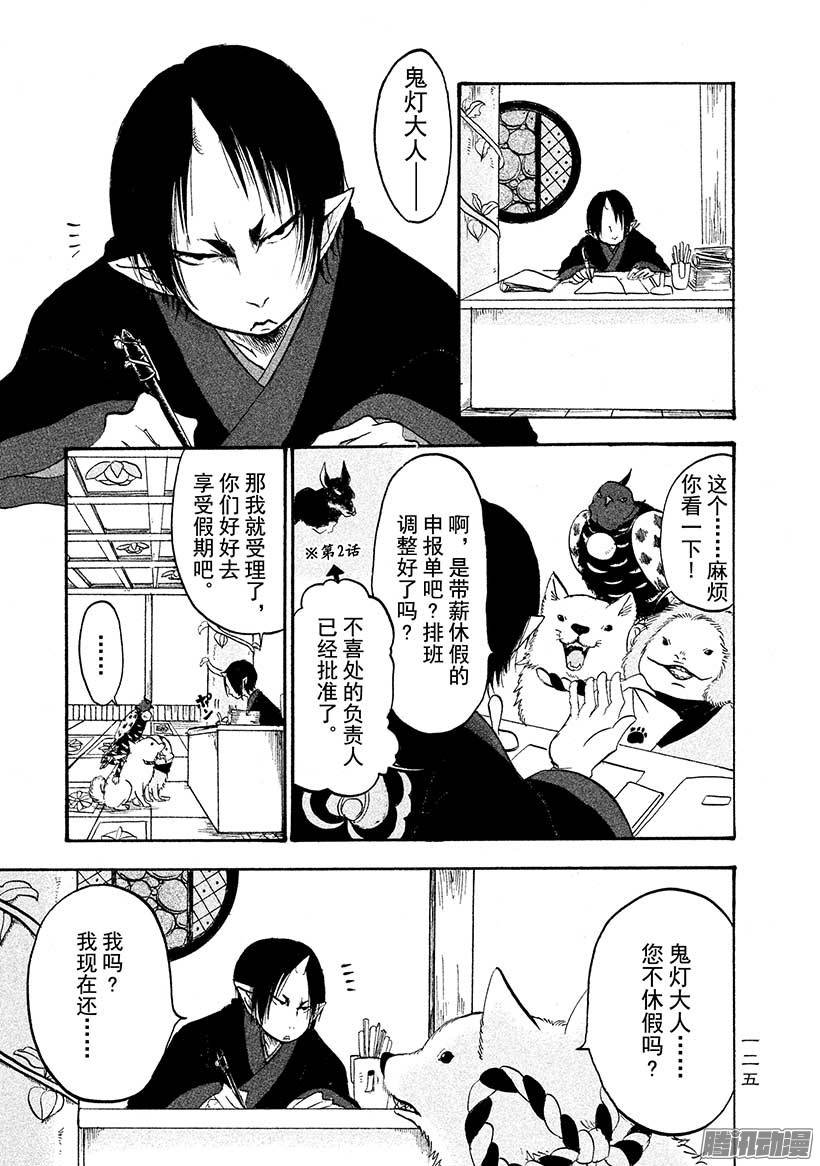 鬼灯大人——
这个……麻烦
你看一下！
啊，是带薪休假的
申报单吧？排班
调整好了吗？
※第2话
不喜处的负责人
已经批准了。
那我就受理了，
你们好好去
享受假期吧。
……
鬼灯大人……
您不休假吗？
我吗？
我现在还……
一二五
腾讯动漫